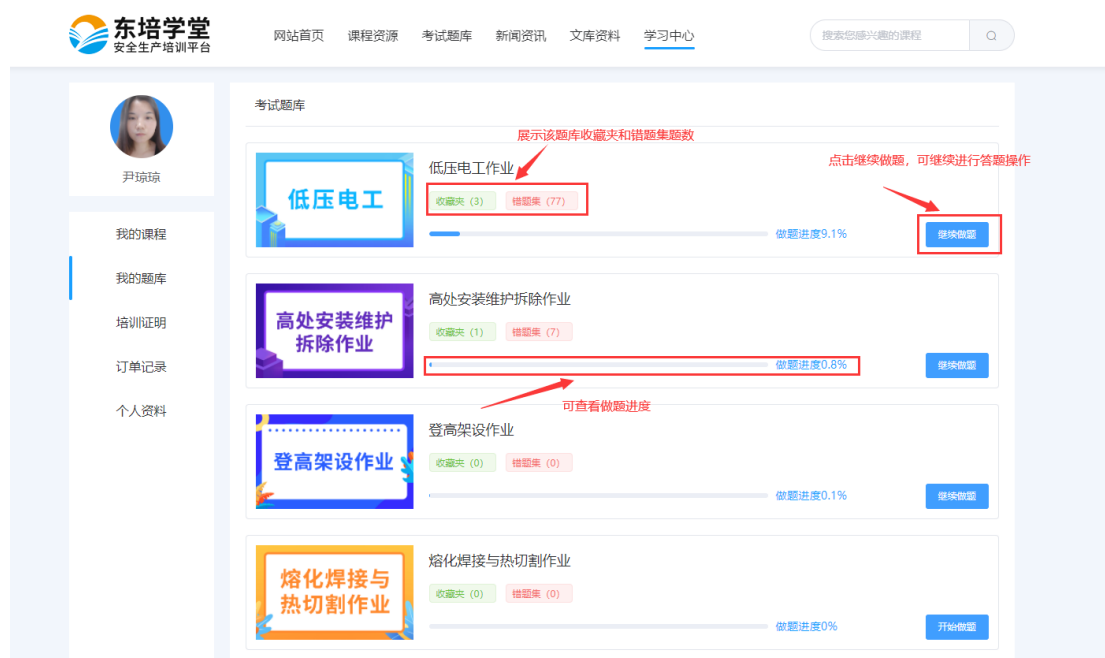 东培学堂
安全生产培训平台
网站首页 课程资源 考试题库 新闻资讯 文库资料 学习中心
搜索您感兴趣的课程
尹琼琼
我的课程
我的题库
培训证明
订单记录
个人资料
考试题库
展示该题库收藏夹和错题集题数
点击继续做题，可继续进行答题操作
低压电工
低压电工作业
收藏夹（3） 错题集（77）
做题进度9.1%
继续做题
高处安装维护
拆除作业
高处安装维护拆除作业
收藏夹（1） 错题集（7）
做题进度0.8%
继续做题
可查看做题进度
登高架设作业
登高架设作业
收藏夹（0） 错题集（0）
做题进度0.1%
继续做题
熔化焊接与
热切割作业
熔化焊接与热切割作业
收藏夹（0） 错题集（0）
做题进度0%
开始做题